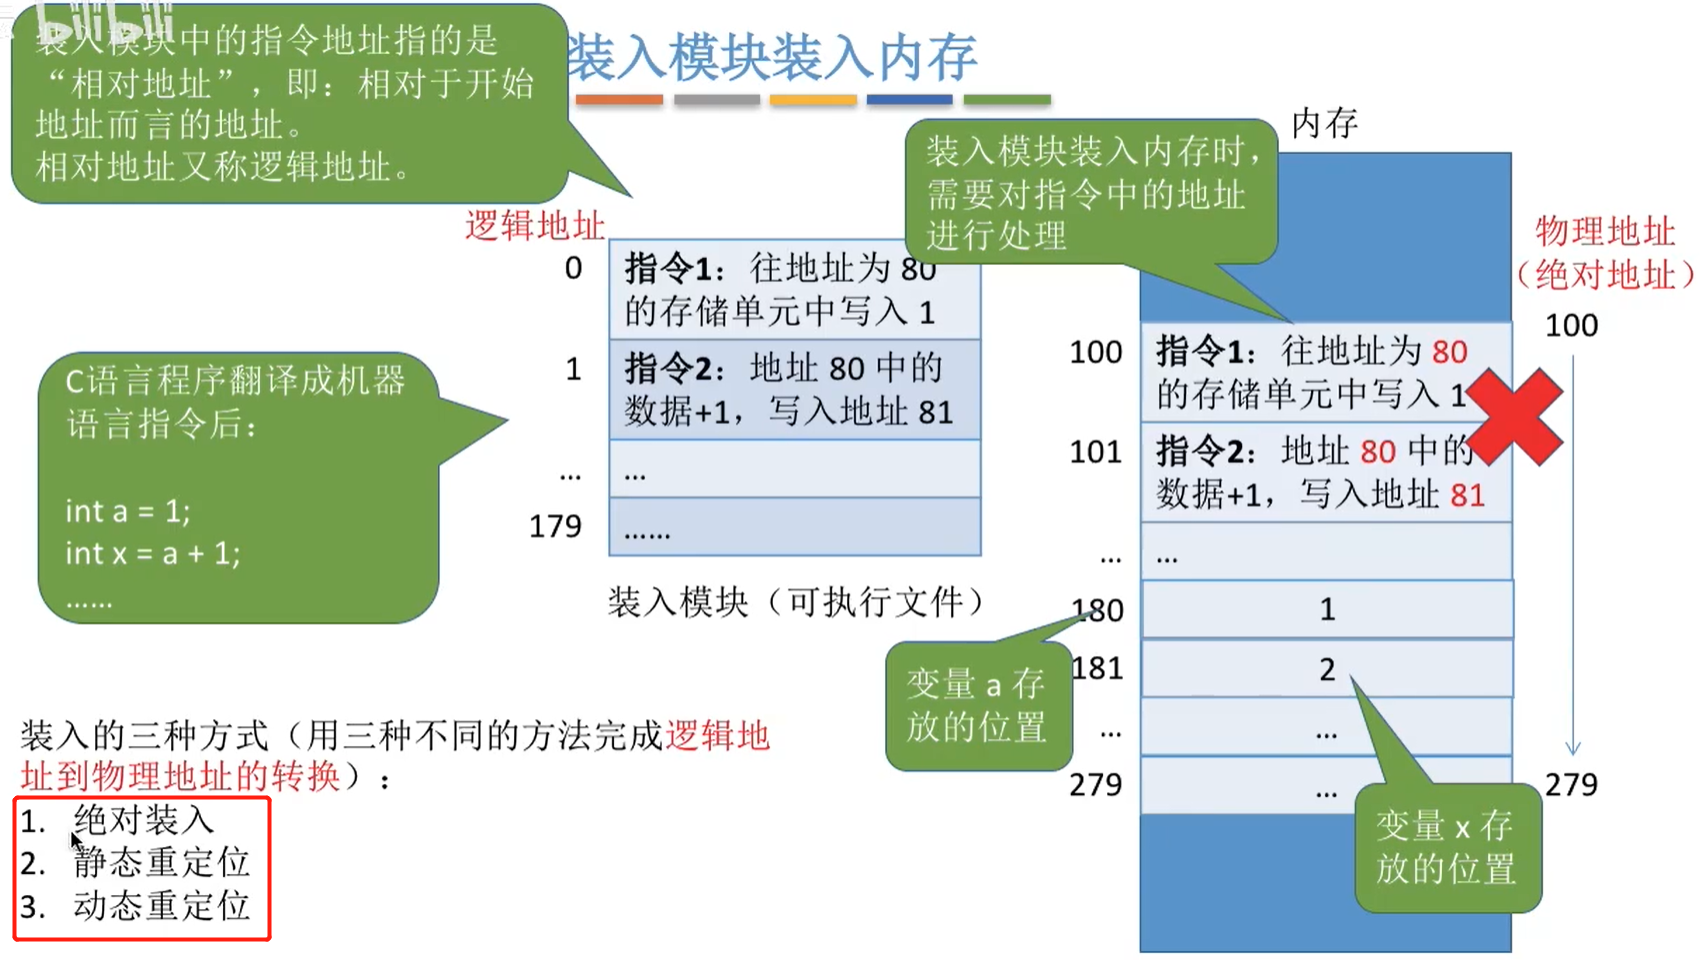 bilibili
装入模块装入内存
装入模块中的指令地址指的是
“相对地址”，即：相对于开始
地址而言的地址。
相对地址又称逻辑地址。
逻辑地址
0
指令1：往地址为 80
的存储单元中写入 1
1
指令2：地址 80 中的
数据+1，写入地址 81
...
...
179
......
装入模块（可执行文件）
C语言程序翻译成机器
语言指令后：
int a = 1;
int x = a + 1;
......
装入模块装入内存时，
需要对指令中的地址
进行处理
内存
物理地址
（绝对地址）
100
279
100
指令1：往地址为 80
的存储单元中写入 1
101
指令2：地址 80 中的
数据+1，写入地址 81
...
...
180
1
181
2
...
...
279
...
变量 a 存
放的位置
变量 x 存
放的位置
装入的三种方式（用三种不同的方法完成逻辑地
址到物理地址的转换）：
1. 绝对装入
2. 静态重定位
3. 动态重定位